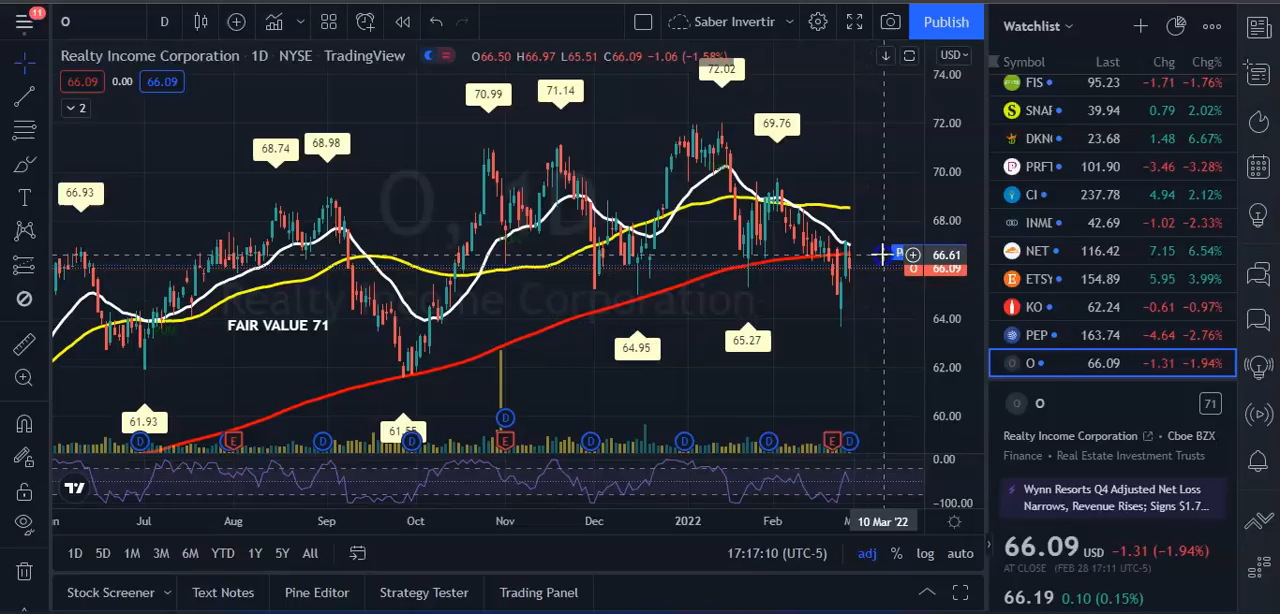 11
O
D
Saber Invertir
Publish
Realty Income Corporation · 1D · NYSE · TradingView
O66.50 H66.97 L65.51 C66.09 -1.06 (-1.58%)
USD
66.09 0.00 66.09
2
74.00
72.00
70.00
68.00
66.61
O 66.09
64.00
62.00
60.00
0.00
-100.00
66.93
68.74
68.98
70.99
71.14
72.02
69.76
61.93
64.95
65.27
O, 1D
Realty Income Corporation
FAIR VALUE 71
D E D D D E D D D E D
Jul Aug Sep Oct Nov Dec 2022 Feb 10 Mar '22
1D 5D 1M 3M 6M YTD 1Y 5Y All
17:17:10 (UTC-5) adj % log auto
Stock Screener Text Notes Pine Editor Strategy Tester Trading Panel
Watchlist
Symbol Last Chg Chg%
FIS 95.23 -1.71 -1.76%
SNAP 39.94 0.79 2.02%
DKN 23.68 1.48 6.67%
PRFT 101.90 -3.46 -3.28%
CI 237.78 4.94 2.12%
INME 42.69 -1.02 -2.33%
NET 116.42 7.15 6.54%
ETSY 154.89 5.95 3.99%
KO 62.24 -0.61 -0.97%
PEP 163.74 -4.64 -2.76%
O 66.09 -1.31 -1.94%
O O 71
Realty Income Corporation • Cboe BZX
Finance • Real Estate Investment Trusts
Wynn Resorts Q4 Adjusted Net Loss
Narrows, Revenue Rises; Signs $1.7...
66.09 USD -1.31 (-1.94%)
AT CLOSE (FEB 28 17:11 UTC-5)
66.19 0.10 (0.15%)